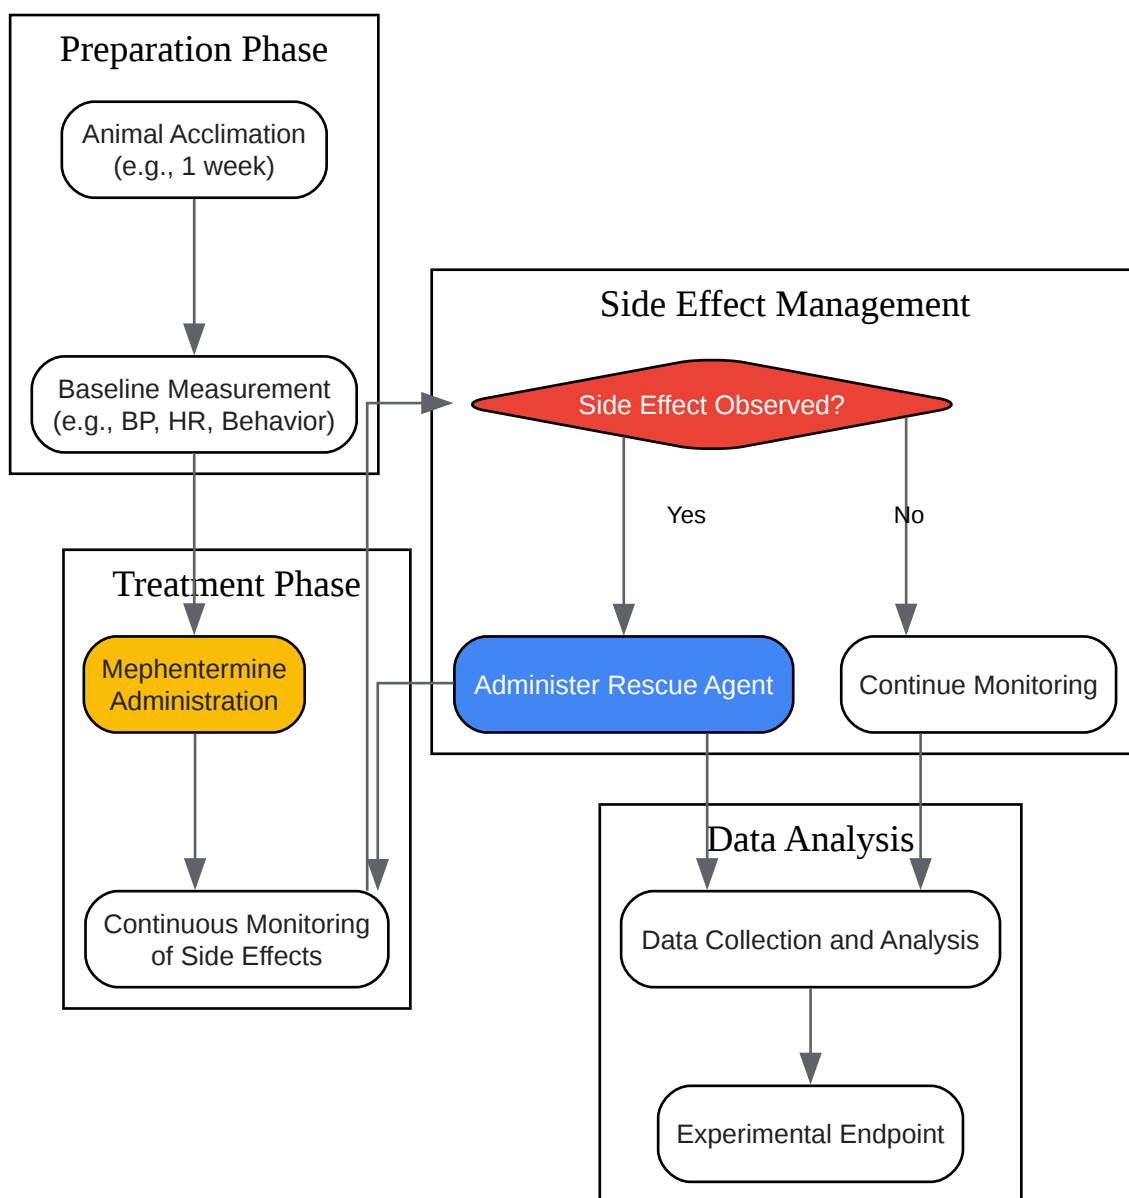 Preparation Phase
Animal Acclimation
(e.g., 1 week)
Baseline Measurement
(e.g., BP, HR, Behavior)
Treatment Phase
Mephentermine
Administration
Continuous Monitoring
of Side Effects
Side Effect Management
Side Effect Observed?
Yes
No
Administer Rescue Agent
Continue Monitoring
Data Analysis
Data Collection and Analysis
Experimental Endpoint